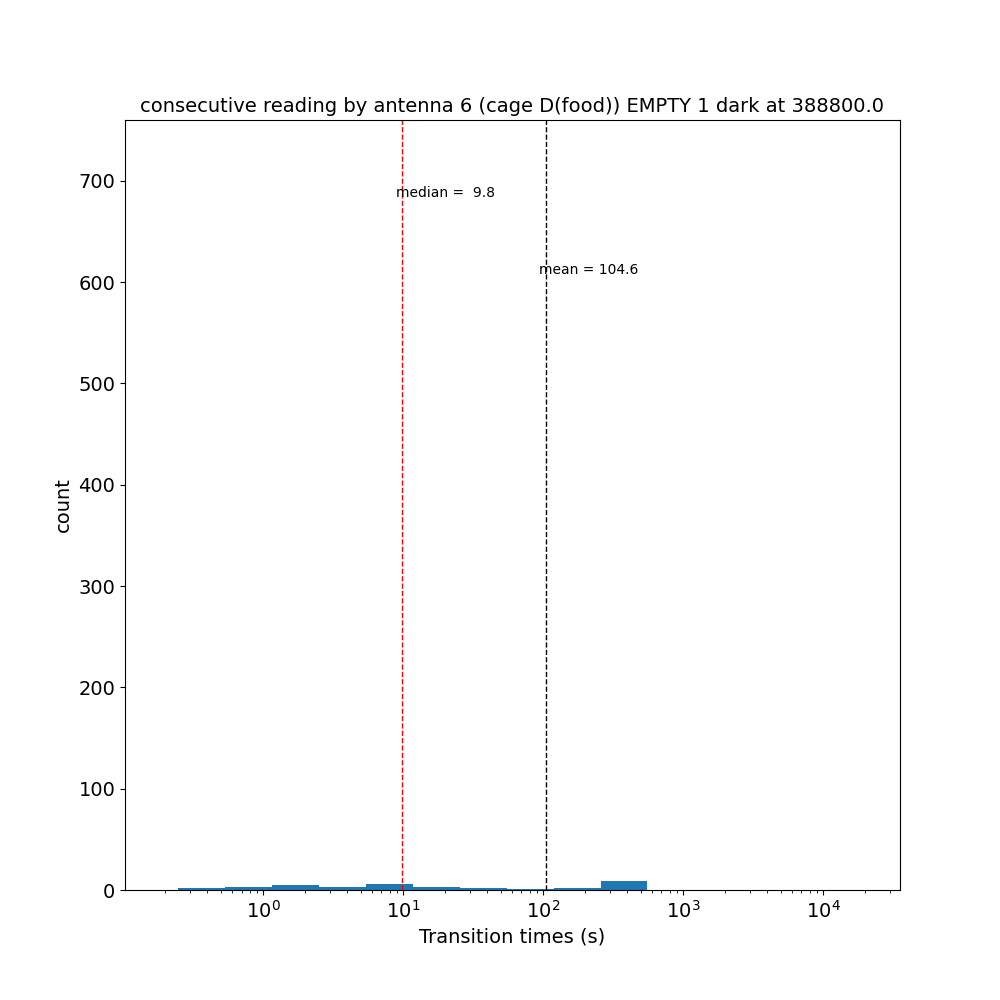 consecutive reading by antenna 6 (cage D(food)) EMPTY 1 dark at 388800.0
700
median =  9.8
mean = 104.6
600
500
400
count
300
200
100
0
10⁰ 10¹ 10² 10³ 10⁴
Transition times (s)